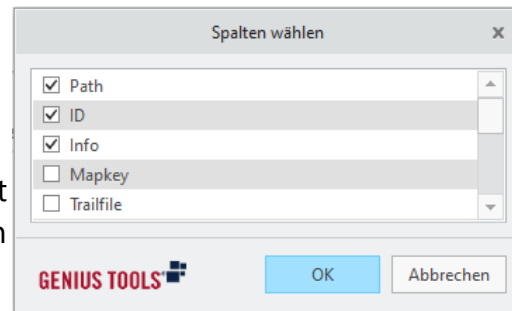 Spalten wählen
x
Path
ID
Info
Mapkey
Trailfile
t
n
GENIUS TOOLS
OK
Abbrechen